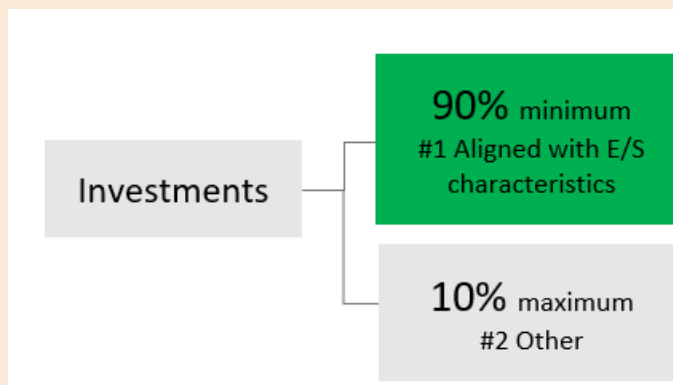 90% minimum
#1 Aligned with E/S
characteristics
Investments
10% maximum
#2 Other